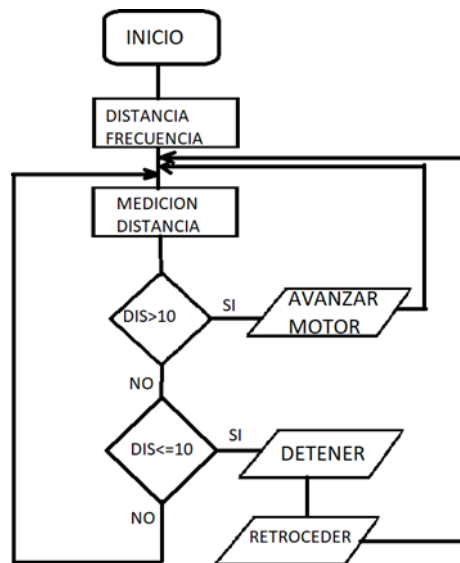 INICIO
DISTANCIA
FRECUENCIA
MEDICION
DISTANCIA
DIS>10
SI
AVANZAR
MOTOR
NO
DIS<=10
SI
DETENER
NO
RETROCEDER